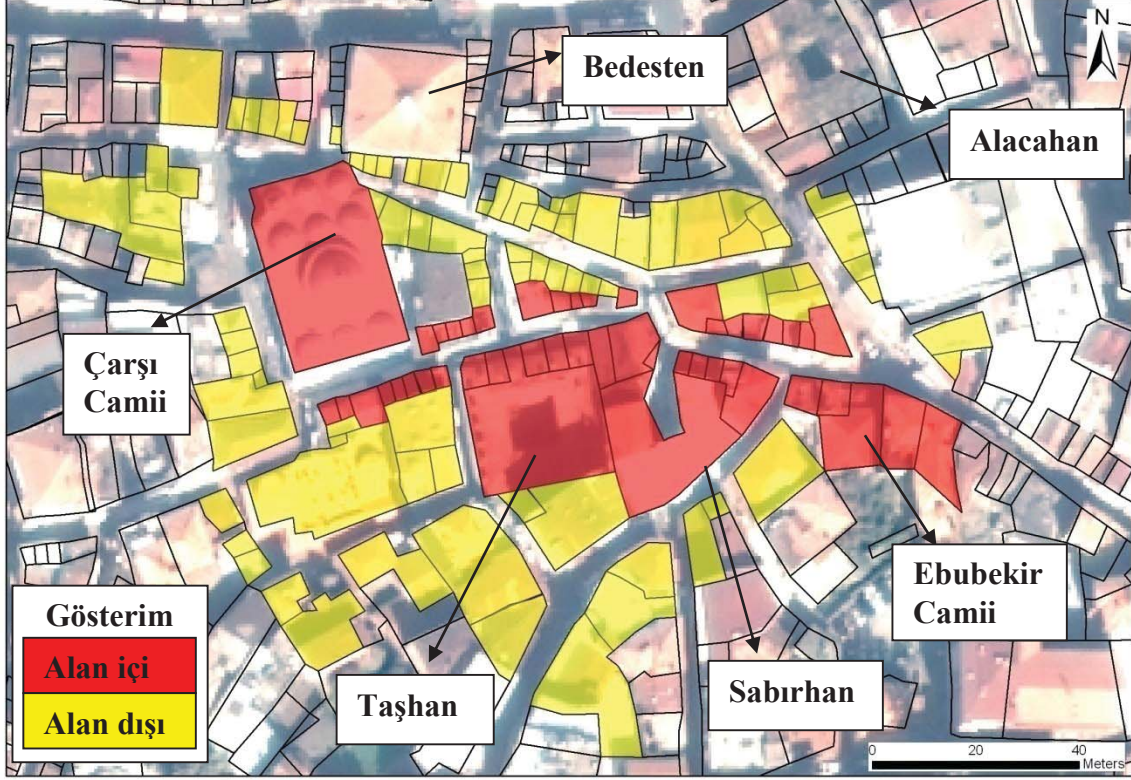 N
Bedesten
Alacahan
Çarşı
Camii
Gösterim
Alan içi
Alan dışı
Taşhan
Sabırhan
Ebubekir
Camii
0 20 40
Meters